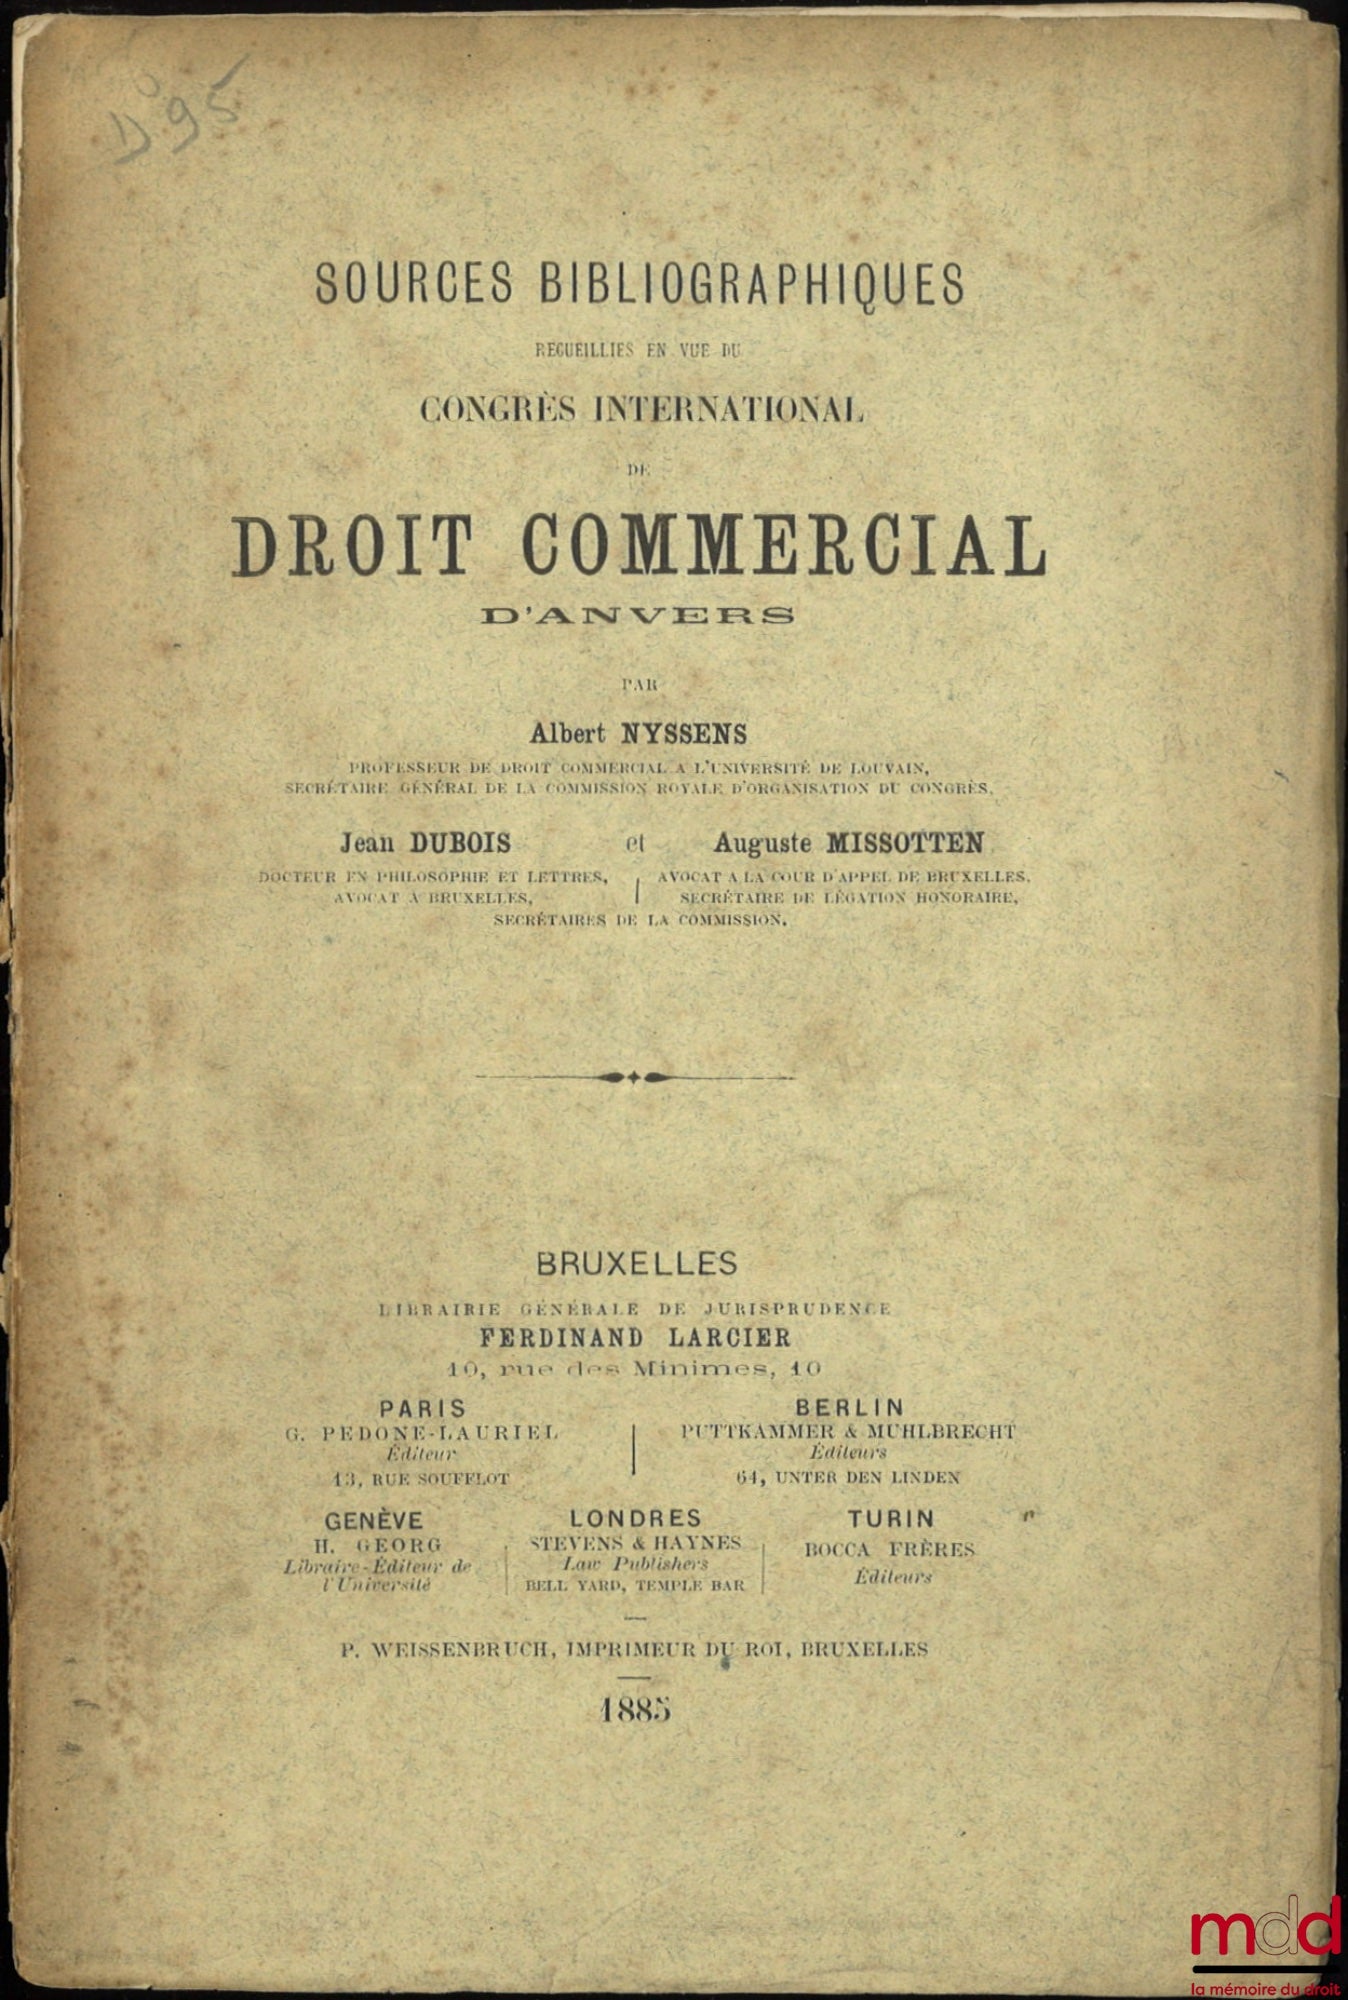 D°95
SOURCES BIBLIOGRAPHIQUES
RECUEILLIES EN VUE DU
CONGRÈS INTERNATIONAL
DE
DROIT COMMERCIAL
D'ANVERS
PAR
Albert NYSSENS
PROFESSEUR DE DROIT COMMERCIAL A L'UNIVERSITÉ DE LOUVAIN,
SECRÉTAIRE GÉNÉRAL DE LA COMMISSION ROYALE D'ORGANISATION DU CONGRÈS,
Jean DUBOIS et Auguste MISSOTTEN
DOCTEUR EN PHILOSOPHIE ET LETTRES, AVOCAT A LA COUR D'APPEL DE BRUXELLES,
AVOCAT A BRUXELLES, SECRÉTAIRE DE LÉGATION HONORAIRE,
SECRÉTAIRES DE LA COMMISSION.
BRUXELLES
LIBRAIRIE GÉNÉRALE DE JURISPRUDENCE
FERDINAND LARCIER
10, rue des Minimes, 10
PARIS
G. PEDONE-LAURIEL
Éditeur
13, RUE SOUFFLOT
BERLIN
PUTTKAMMER & MUHLBRECHT
Éditeurs
64, UNTER DEN LINDEN
GENÈVE
H. GEORG
Libraire-Éditeur de
l'Université
LONDRES
STEVENS & HAYNES
Law Publishers
BELL YARD, TEMPLE BAR
TURIN
BOCCA FRÈRES
Éditeurs
P. WEISSENBRUCH, IMPRIMEUR DU ROI, BRUXELLES
1885
mdd
la mémoire du droit